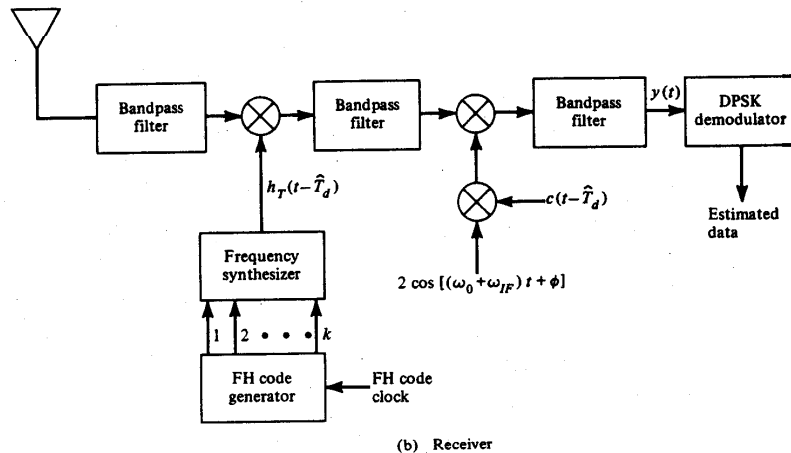 Bandpass
filter
Bandpass
filter
Bandpass
filter
y(t)
DPSK
demodulator
h_T(t−T̂_d)
c(t−T̂_d)
Estimated
data
Frequency
synthesizer
2 cos [(ω_0+ω_IF) t + φ]
1 2 • • • k
FH code
generator
FH code
clock
(b) Receiver